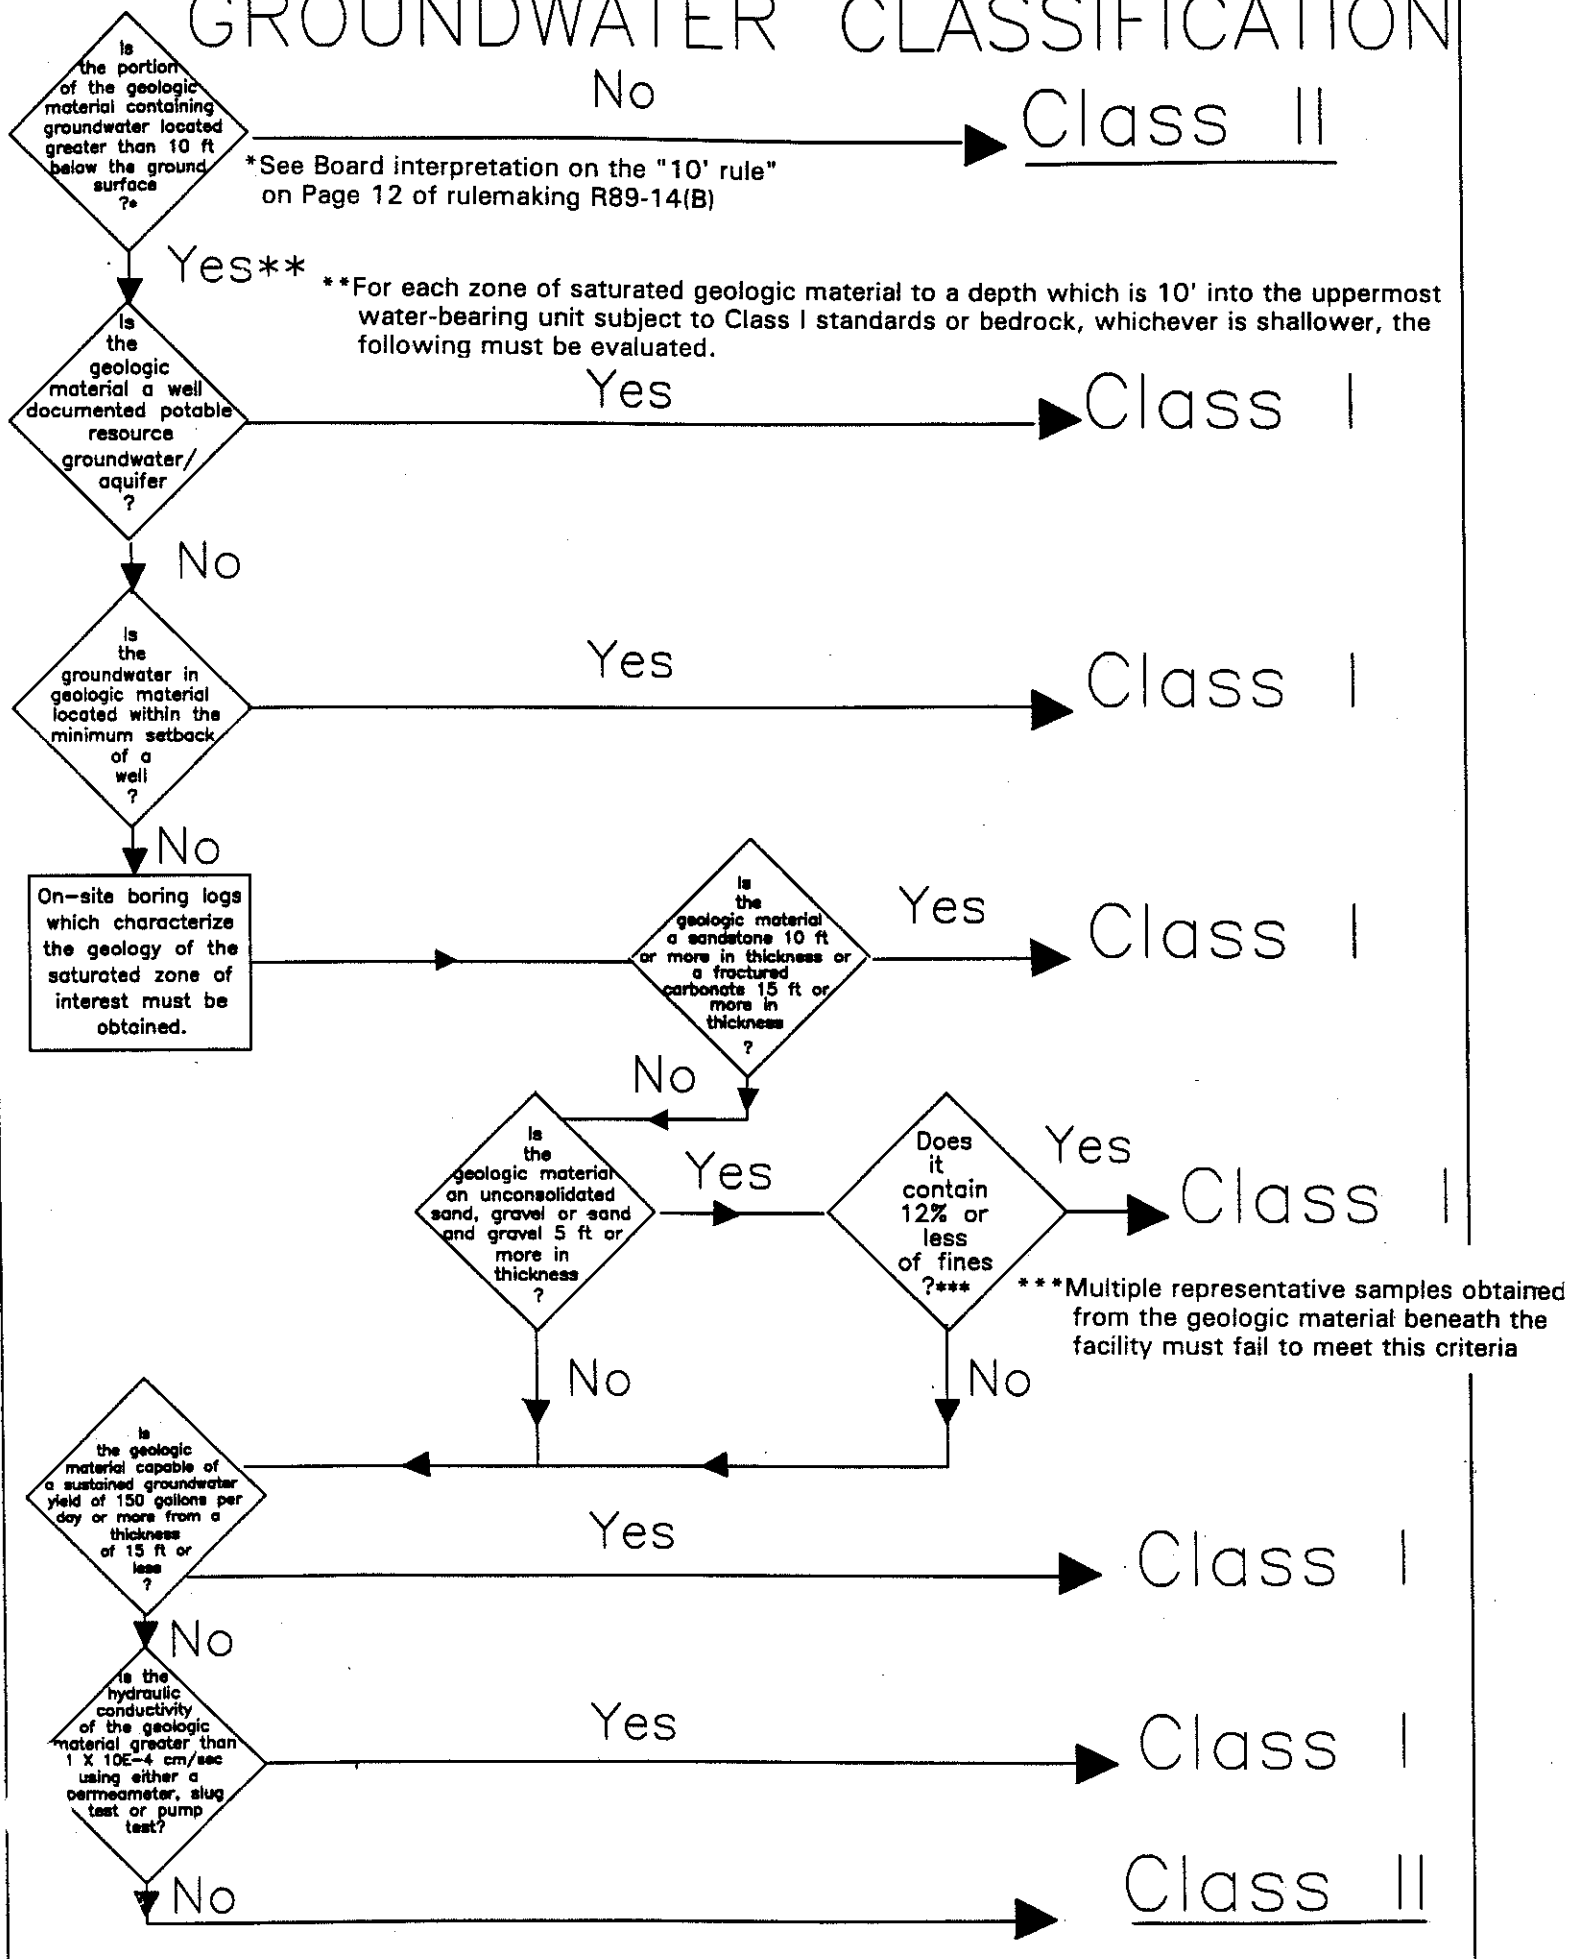 GROUNDWATER CLASSIFICATION
Is
the portion
of the geologic
material containing
groundwater located
greater than 10 ft
below the ground
surface
?*
No
Class II
*See Board interpretation on the "10' rule"
on Page 12 of rulemaking R89-14(B)
Yes**
**For each zone of saturated geologic material to a depth which is 10' into the uppermost
water-bearing unit subject to Class I standards or bedrock, whichever is shallower, the
following must be evaluated.
Is
the
geologic
material a well
documented potable
resource
groundwater/
aquifer
?
Yes
Class I
No
Is
the
groundwater in
geologic material
located within the
minimum setback
of a
well
?
Yes
Class I
No
On-site boring logs
which characterize
the geology of the
saturated zone of
interest must be
obtained.
Is
the
geologic material
a sandstone 10 ft
or more in thickness or
a fractured
carbonate 15 ft or
more in
thickness
?
Yes
Class I
No
Is
the
geologic material
an unconsolidated
sand, gravel or sand
and gravel 5 ft or
more in
thickness
?
Yes
Does
it
contain
12% or
less
of fines
?***
Yes
Class I
***Multiple representative samples obtained
from the geologic material beneath the
facility must fail to meet this criteria
No
No
Is
the geologic
material capable of
a sustained groundwater
yield of 150 gallons per
day or more from a
thickness
of 15 ft or
less
?
Yes
Class I
No
Is the
hydraulic
conductivity
of the geologic
material greater than
1 X 10E-4 cm/sec
using either a
permeameter, slug
test or pump
test?
Yes
Class I
No
Class II